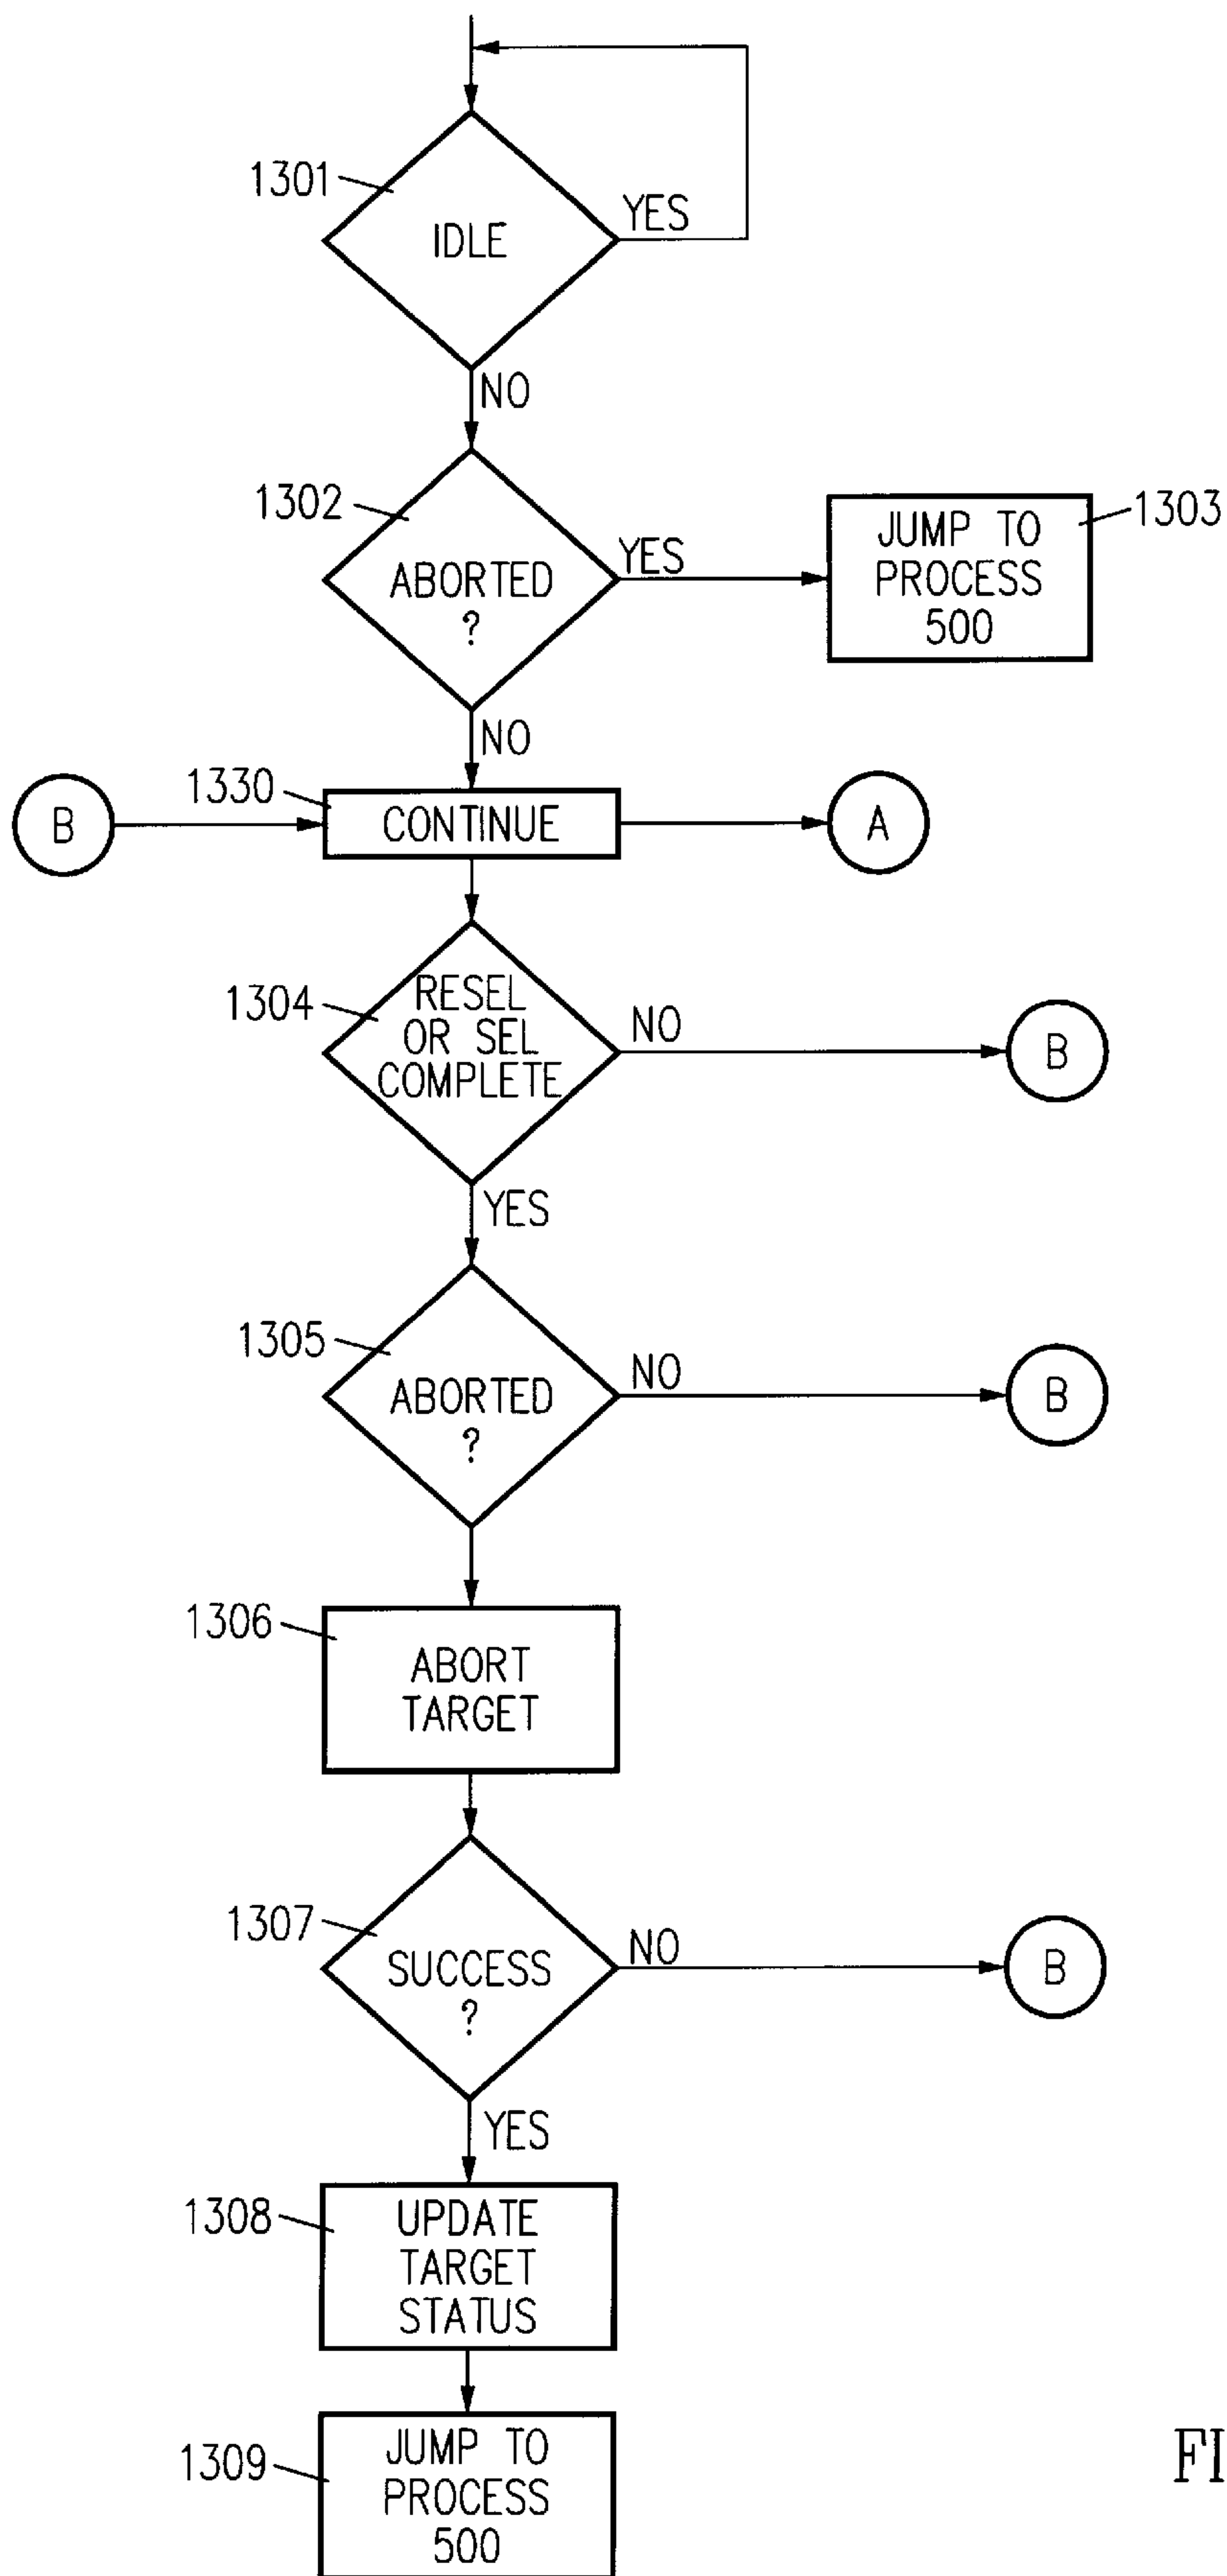 1301
IDLE
YES
NO
1302
ABORTED
?
YES
JUMP TO
PROCESS
500
1303
NO
B
1330
CONTINUE
A
1304
RESEL
OR SEL
COMPLETE
NO
B
YES
1305
ABORTED
?
NO
B
1306
ABORT
TARGET
1307
SUCCESS
?
NO
B
YES
1308
UPDATE
TARGET
STATUS
1309
JUMP TO
PROCESS
500
FI